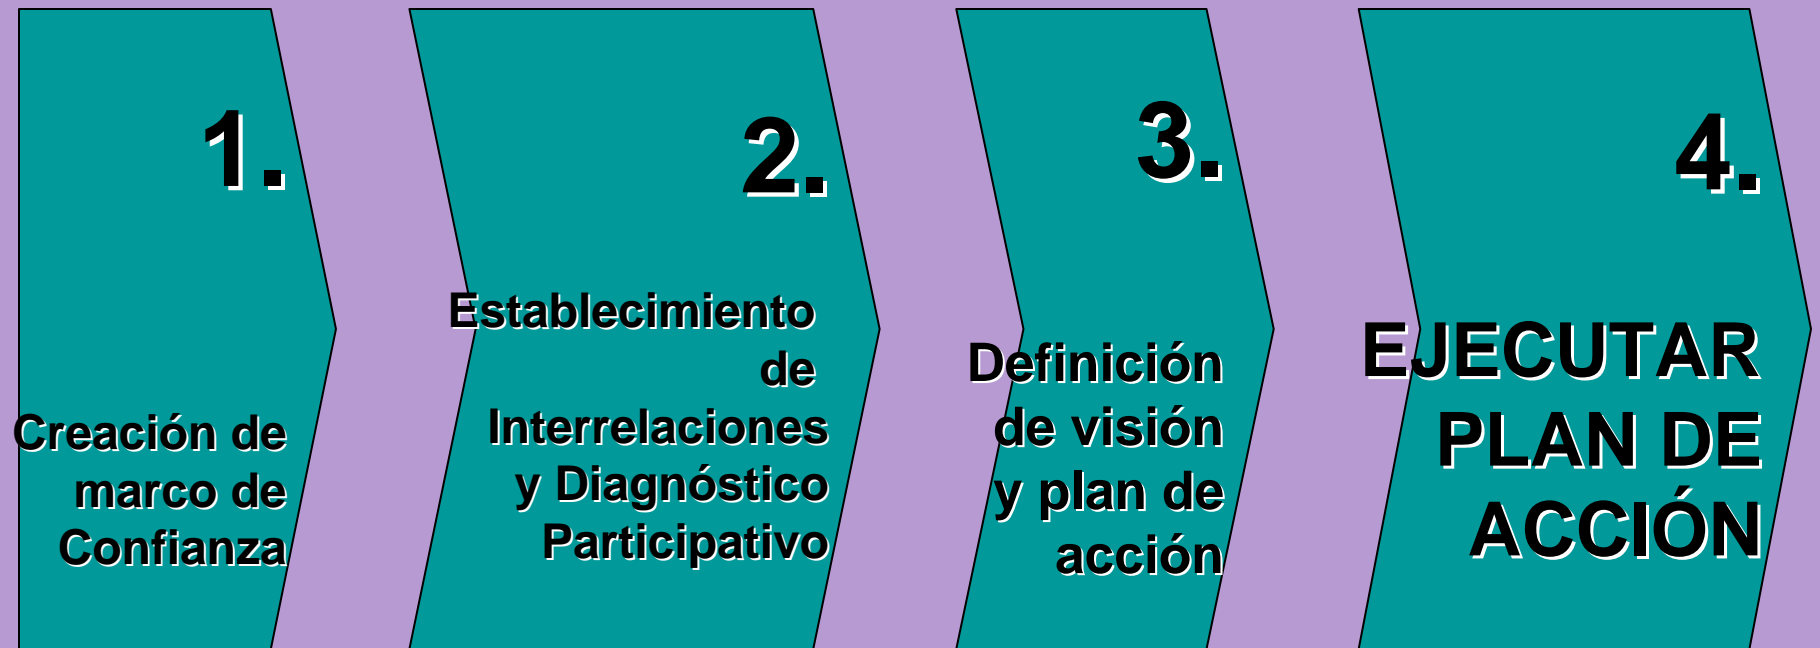 1.
Creación de
marco de
Confianza
2.
Establecimiento
de
Interrelaciones
y Diagnóstico
Participativo
3.
Definición
de visión
y plan de
acción
4.
EJECUTAR
PLAN DE
ACCIÓN